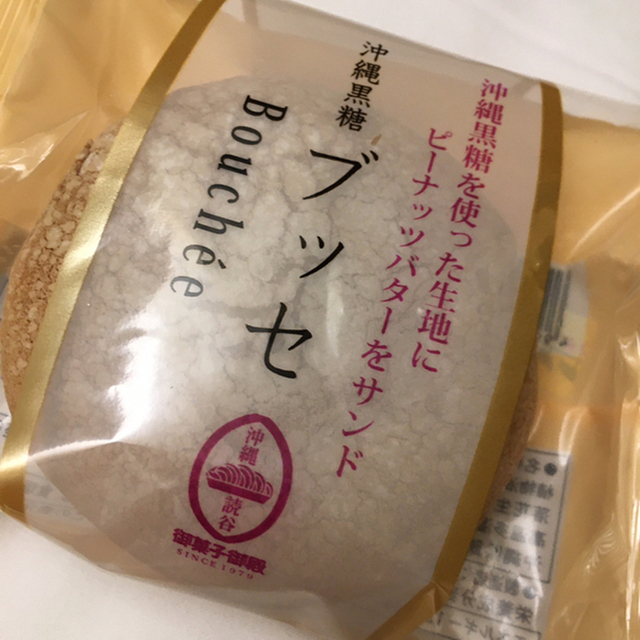 沖縄黒糖を使った生地に
ピーナッツバターをサンド
沖縄黒糖
ブッセ
Bouchée
沖縄
読谷
御菓子御殿
SINCE 1979